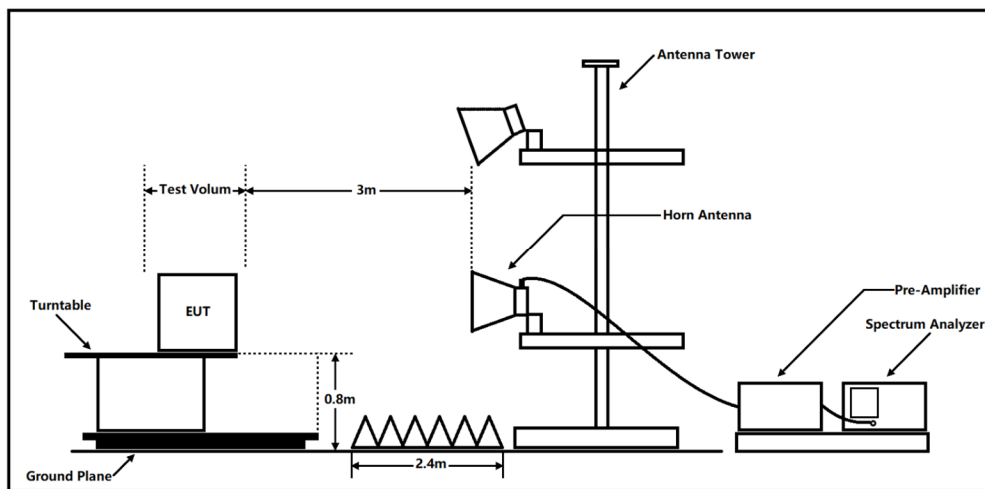 Antenna Tower
Test Volum
3m
Horn Antenna
EUT
Turntable
Pre-Amplifier
Spectrum Analyzer
0.8m
2.4m
Ground Plane